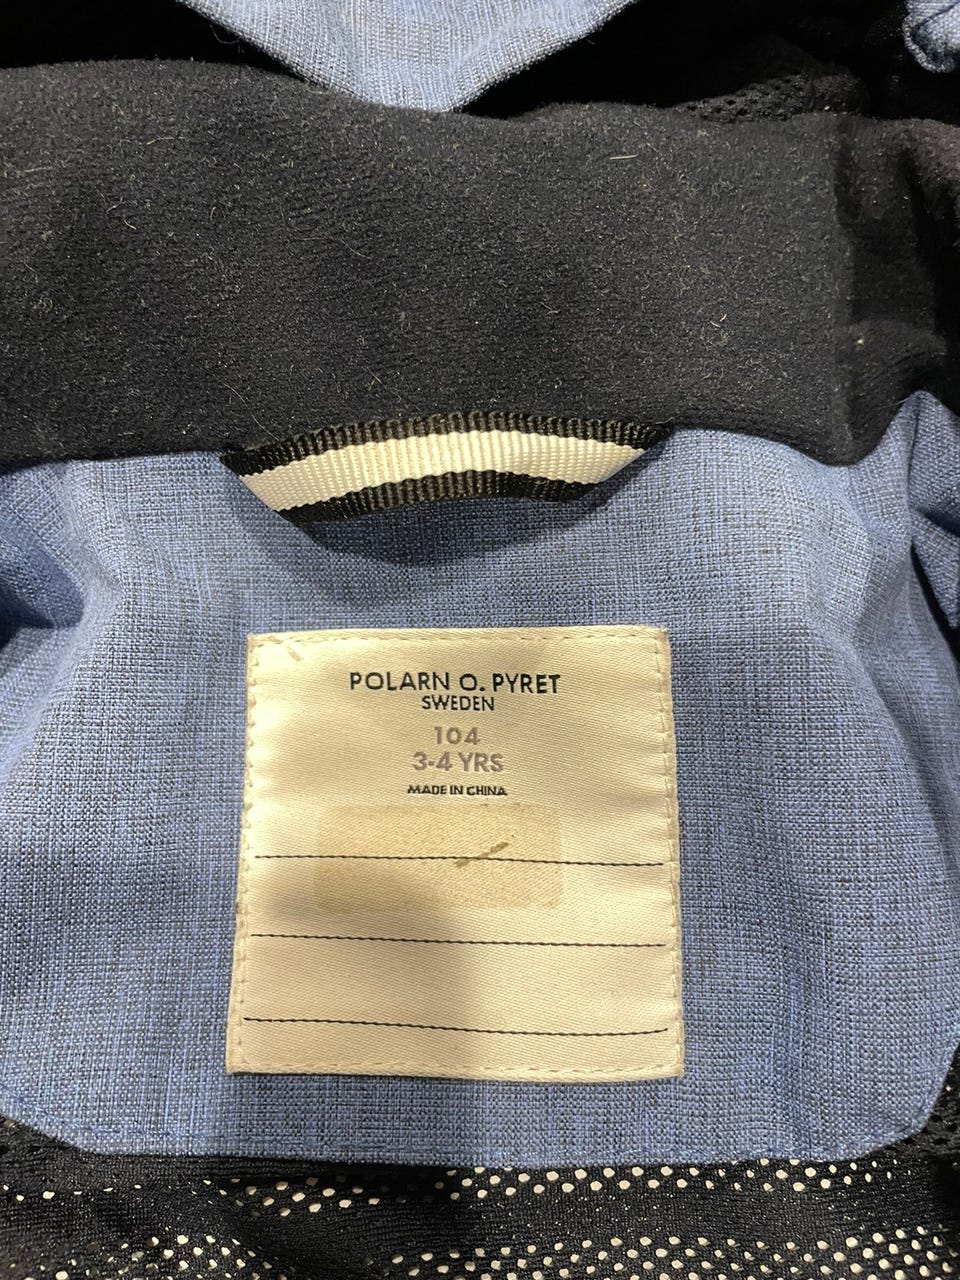 POLARN O. PYRET
SWEDEN
104
3-4 YRS
MADE IN CHINA